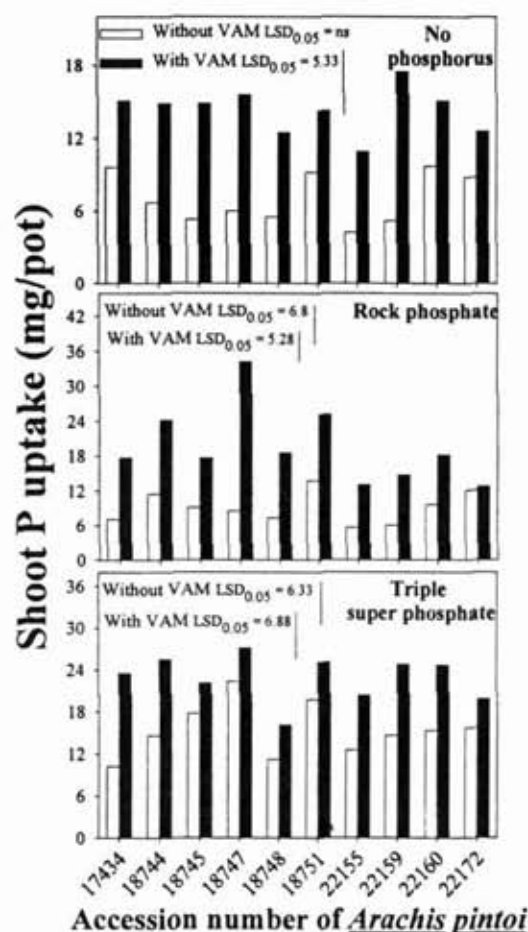 Without VAM LSD0.05 = ns
With VAM LSD0.05 = 5.33
No
phosphorus
18
12
6
0
Without VAM LSD0.05 = 6.8
With VAM LSD0.05 = 5.28
Rock phosphate
42
36
30
24
18
12
6
0
Without VAM LSD0.05 = 6.33
With VAM LSD0.05 = 6.88
Triple
super phosphate
36
30
24
18
12
6
0
Shoot P uptake (mg/pot)
17434 18744 18745 18747 18748 18751 22155 22159 22160 22172
Accession number of Arachis pintoi